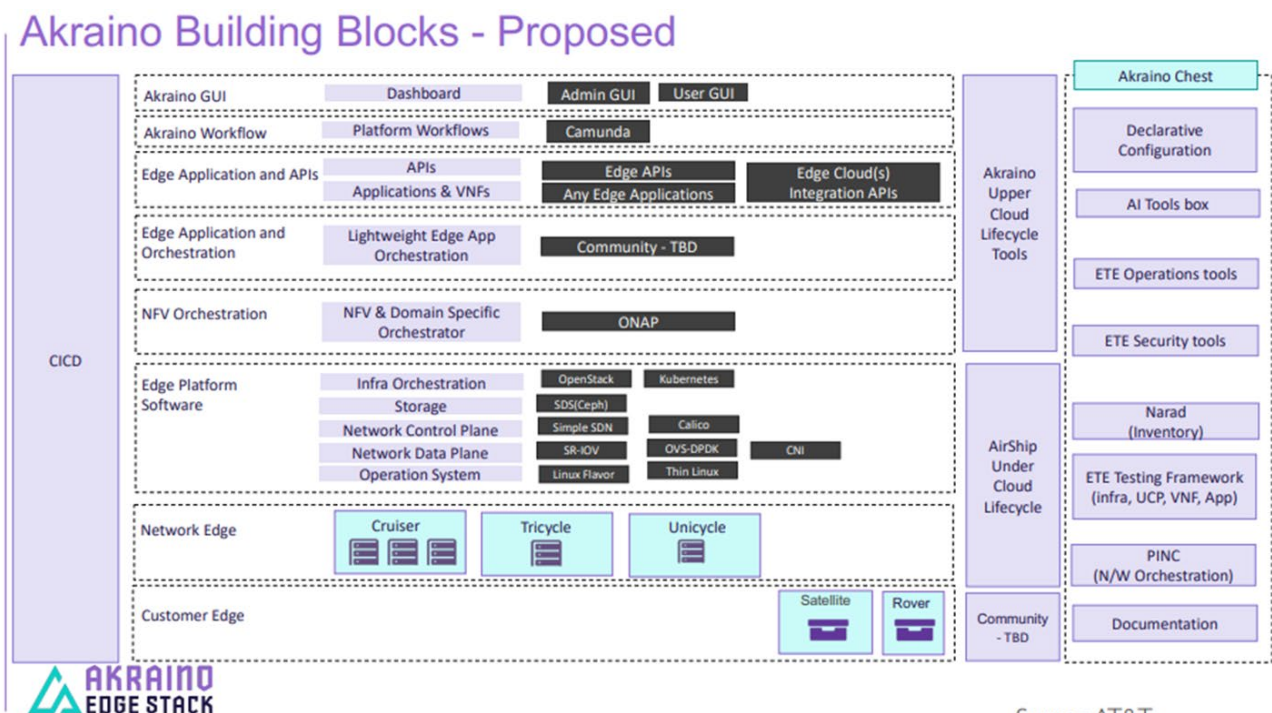 Akraino Building Blocks - Proposed
CICD
Akraino GUI
Dashboard
Admin GUI
User GUI
Akraino Workflow
Platform Workflows
Camunda
Edge Application and APIs
APIs
Applications & VNFs
Edge APIs
Any Edge Applications
Edge Cloud(s)
Integration APIs
Edge Application and
Orchestration
Lightweight Edge App
Orchestration
Community - TBD
NFV Orchestration
NFV & Domain Specific
Orchestrator
ONAP
Edge Platform
Software
Infra Orchestration
OpenStack
Kubernetes
Storage
SDS(Ceph)
Network Control Plane
Simple SDN
Calico
Network Data Plane
SR-IOV
OVS-DPDK
CNI
Operation System
Linux Flavor
Thin Linux
Network Edge
Cruiser
Tricycle
Unicycle
Customer Edge
Satellite
Rover
Akraino
Upper
Cloud
Lifecycle
Tools
AirShip
Under
Cloud
Lifecycle
Community
- TBD
Akraino Chest
Declarative
Configuration
AI Tools box
ETE Operations tools
ETE Security tools
Narad
(Inventory)
ETE Testing Framework
(infra, UCP, VNF, App)
PINC
(N/W Orchestration)
Documentation
AKRAINO
EDGE STACK